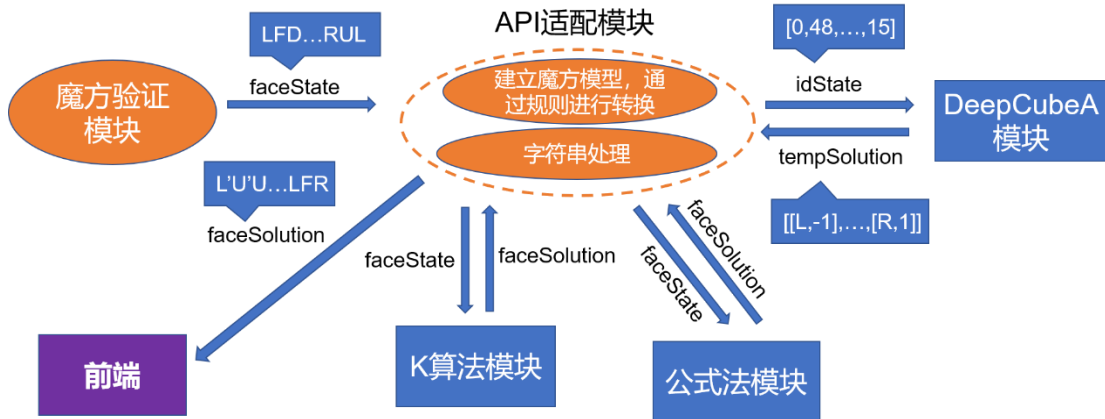 LFD…RUL
API适配模块
[0,48,…,15]
魔方验证
模块
faceState
建立魔方模型，通
过规则进行转换
idState
DeepCubeA
模块
字符串处理
tempSolution
L'U'U…LFR
faceSolution
[[L,-1],…,[R,1]]
faceState
faceSolution
faceState
faceSolution
前端
K算法模块
公式法模块